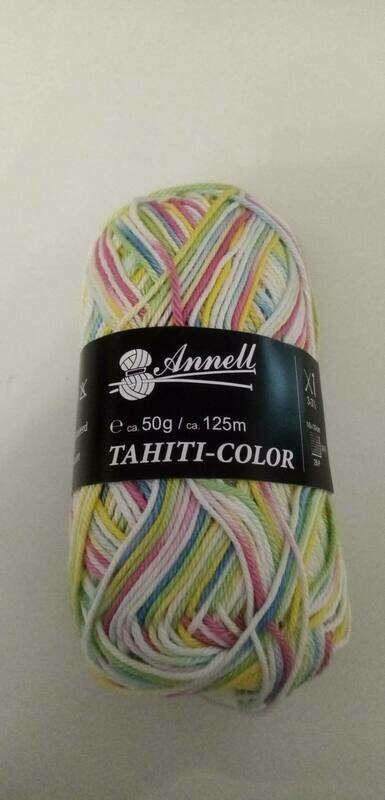 Annell
e ca. 50g / ca. 125m
TAHITI-COLOR